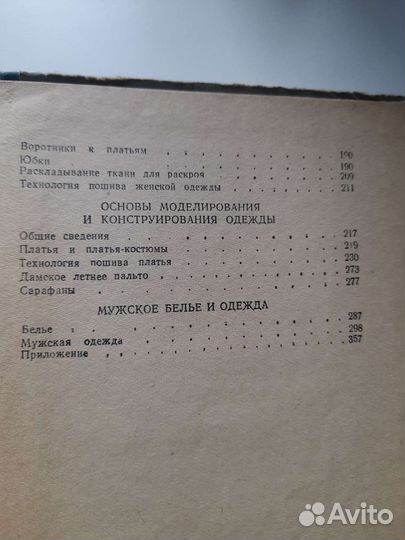 Воротники к платьям 190
Юбки 190
Раскладывание ткани для раскроя 209
Технология пошива женской одежды 211
ОСНОВЫ МОДЕЛИРОВАНИЯ
И КОНСТРУИРОВАНИЯ ОДЕЖДЫ
Общие сведения 217
Платья и платья-костюмы 219
Технология пошива платья 230
Дамское летнее пальто 273
Сарафаны 277
МУЖСКОЕ БЕЛЬЕ И ОДЕЖДА
Белье 287
Мужская одежда 298
Приложение 357
Avito